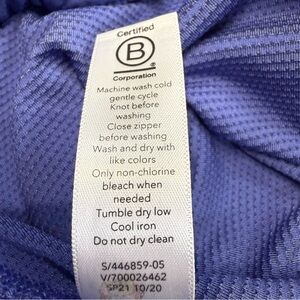 Certified
B
®
Corporation
Machine wash cold
gentle cycle
Knot before
washing
Close zipper
before washing
Wash and dry with
like colors
Only non-chlorine
bleach when
needed
Tumble dry low
Cool iron
Do not dry clean
S/446859-05
V/700026462
SP21 10/20